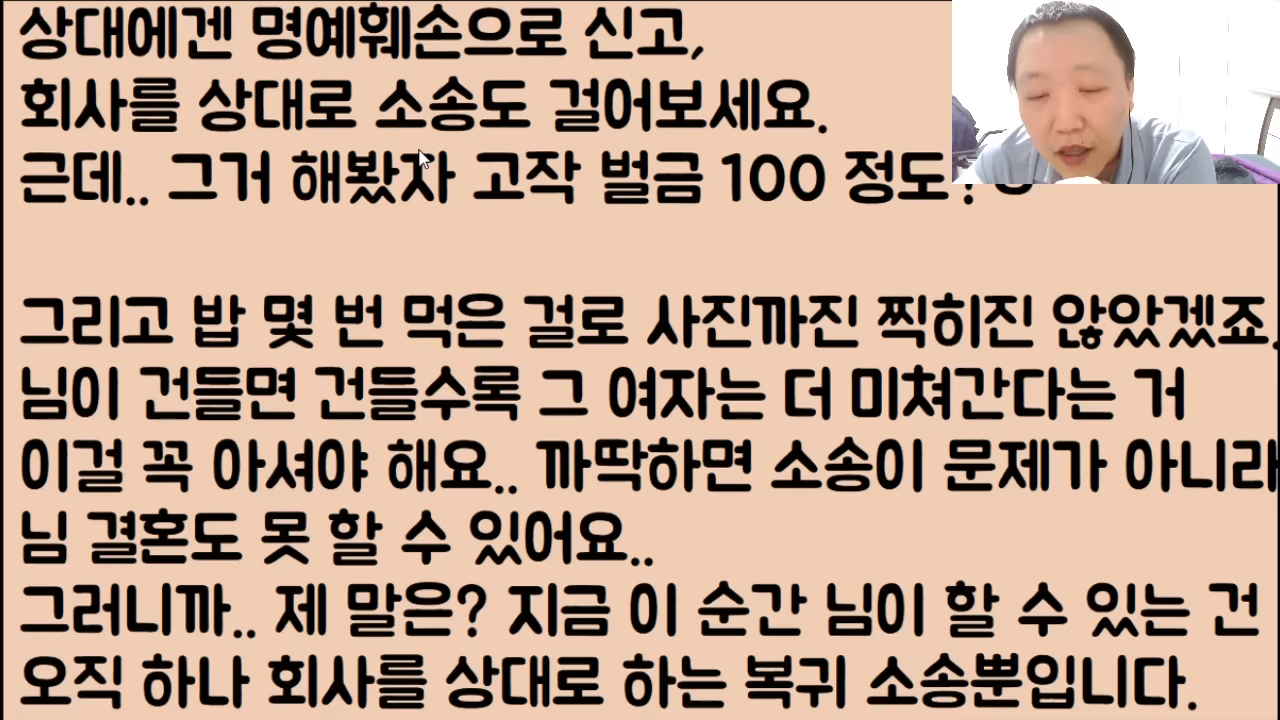 상대에겐 명예훼손으로 신고,
회사를 상대로 소송도 걸어보세요.
근데.. 그거 해봤자 고작 벌금 100 정도?
그리고 밥 몇 번 먹은 걸로 사진까진 찍히진 않았겠죠.
님이 건들면 건들수록 그 여자는 더 미쳐간다는 거
이걸 꼭 아셔야 해요.. 까딱하면 소송이 문제가 아니라
님 결혼도 못 할 수 있어요..
그러니까.. 제 말은? 지금 이 순간 님이 할 수 있는 건
오직 하나 회사를 상대로 하는 복귀 소송뿐입니다.